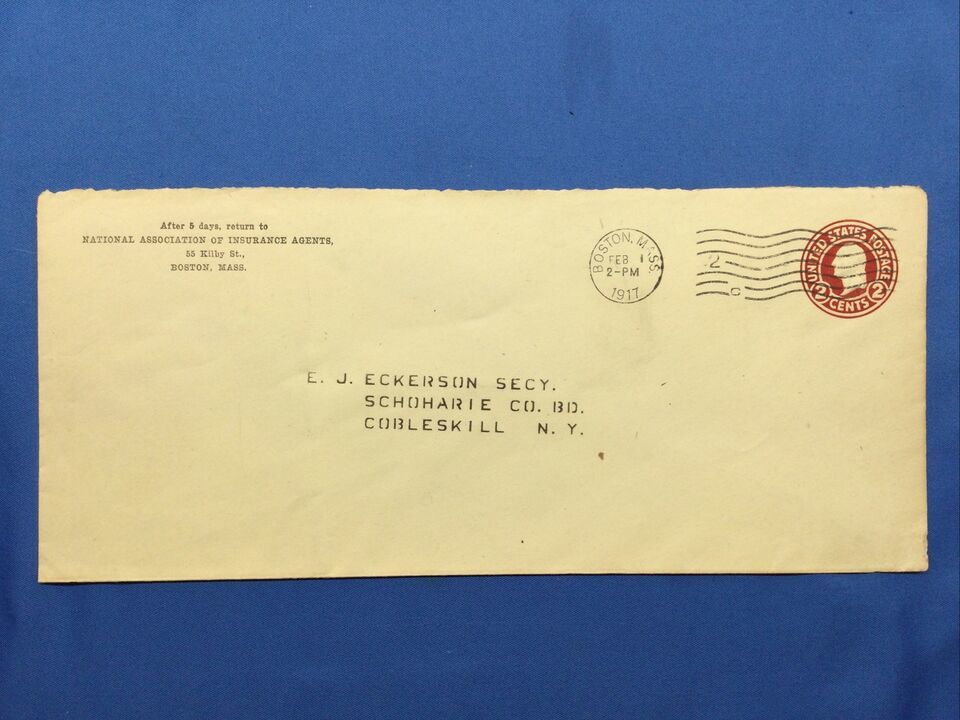 After 5 days, return to
NATIONAL ASSOCIATION OF INSURANCE AGENTS,
55 Kilby St.,
BOSTON, MASS.
BOSTON, MASS.
FEB 1
2-PM
1917
2
C
UNITED STATES POSTAGE
2 CENTS 2
E. J. ECKERSON SECY.
SCHOHARIE CO. BD.
COBLESKILL N. Y.